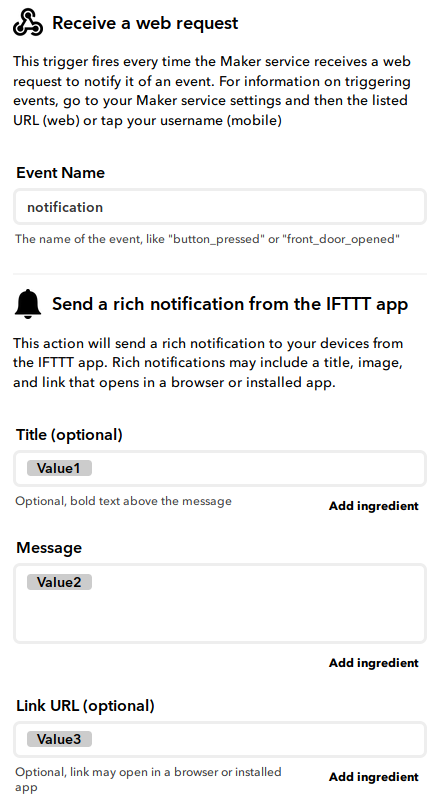 Receive a web request
This trigger fires every time the Maker service receives a web
request to notify it of an event. For information on triggering
events, go to your Maker service settings and then the listed
URL (web) or tap your username (mobile)
Event Name
notification
The name of the event, like "button_pressed" or "front_door_opened"
Send a rich notification from the IFTTT app
This action will send a rich notification to your devices from
the IFTTT app. Rich notifications may include a title, image,
and link that opens in a browser or installed app.
Title (optional)
Value1
Optional, bold text above the message
Add ingredient
Message
Value2
Add ingredient
Link URL (optional)
Value3
Optional, link may open in a browser or installed
app
Add ingredient